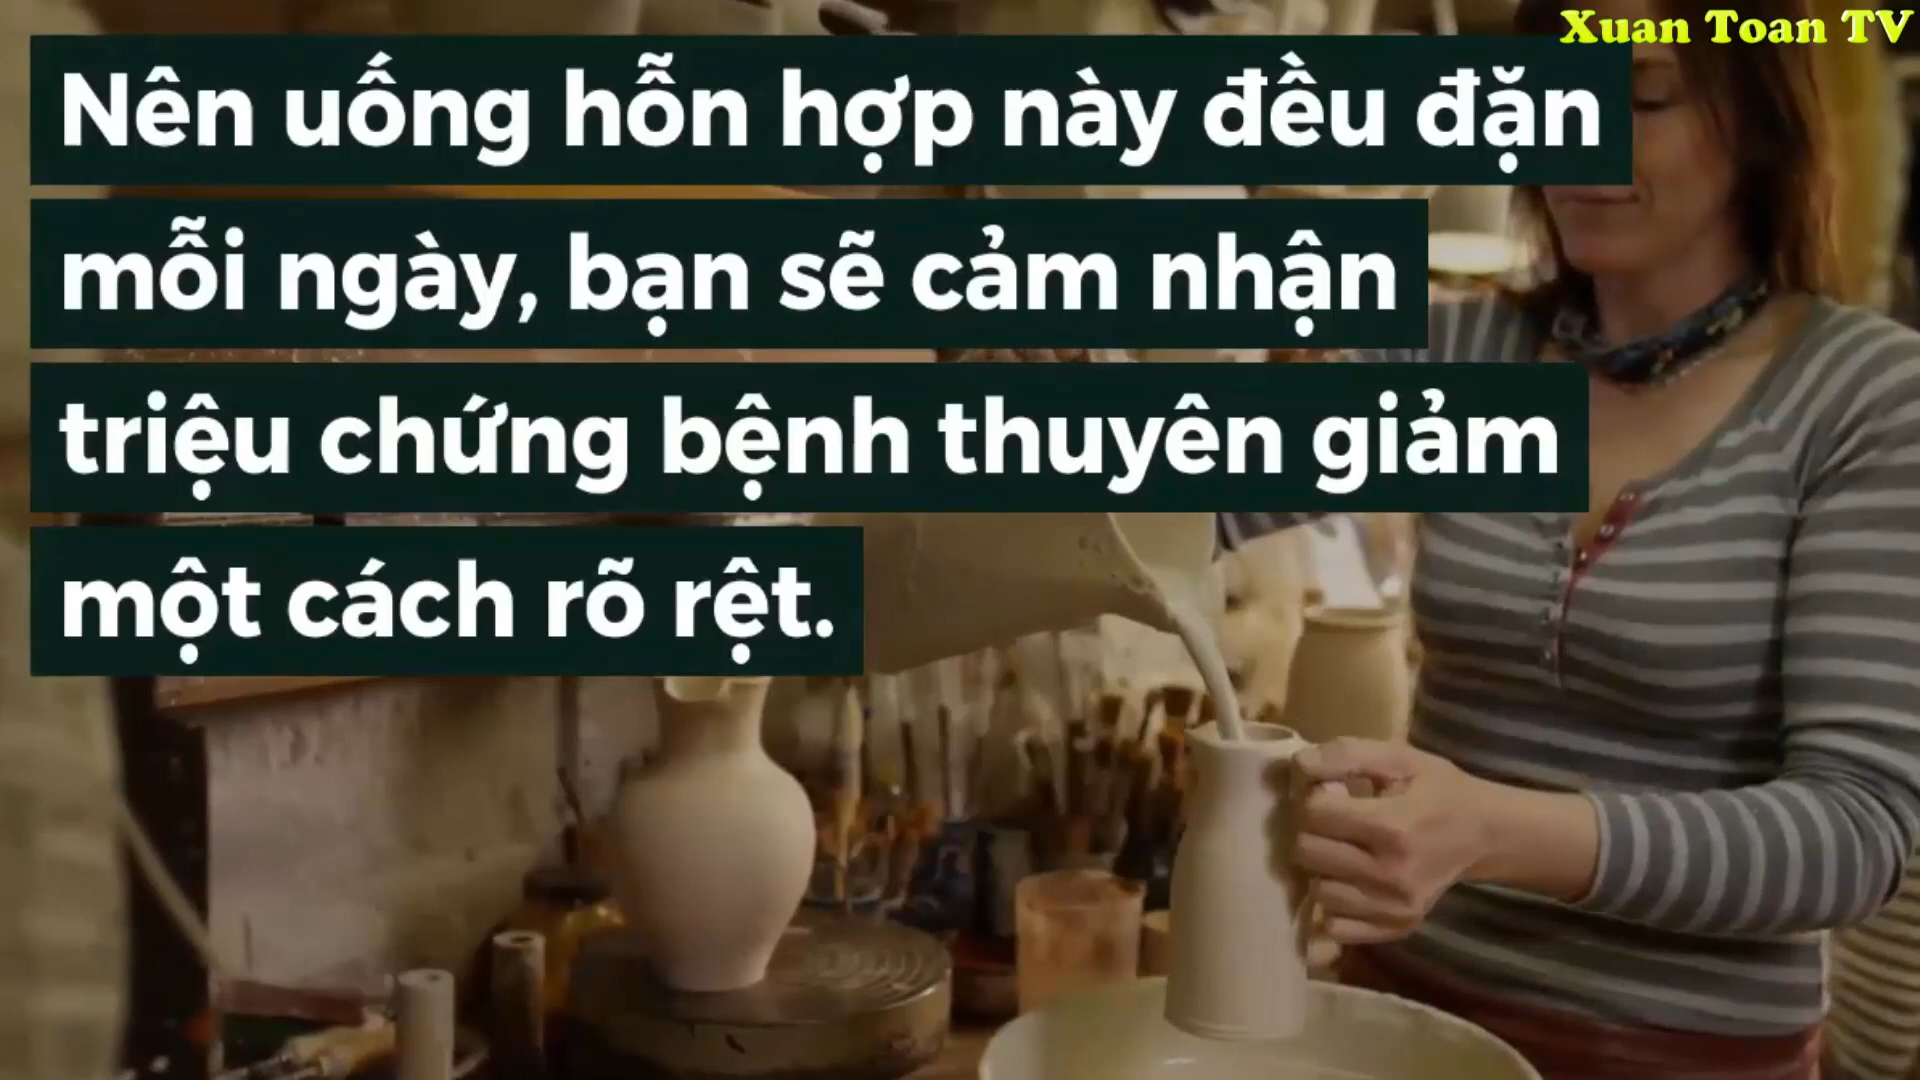 Xuan Toan TV
Nên uống hỗn hợp này đều đặn
mỗi ngày, bạn sẽ cảm nhận
triệu chứng bệnh thuyên giảm
một cách rõ rệt.